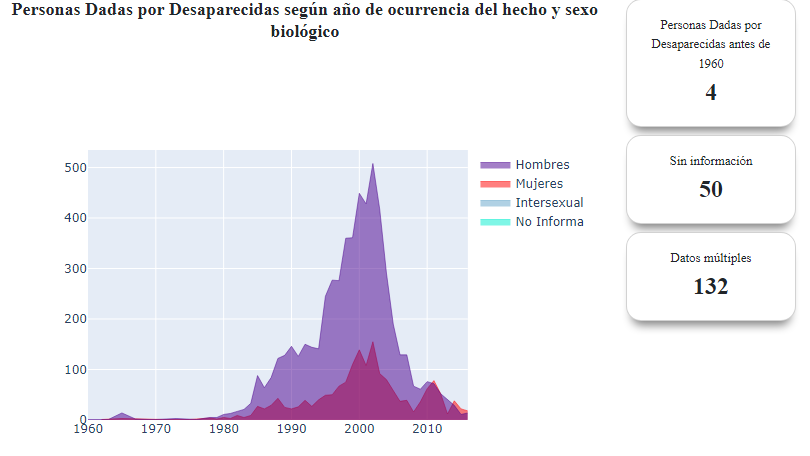 Personas Dadas por Desaparecidas según año de ocurrencia del hecho y sexo
biológico
500
400
300
200
100
0
1960
1970
1980
1990
2000
2010
Hombres
Mujeres
Intersexual
No Informa
Personas Dadas por
Desaparecidas antes de
1960
4
Sin información
50
Datos múltiples
132